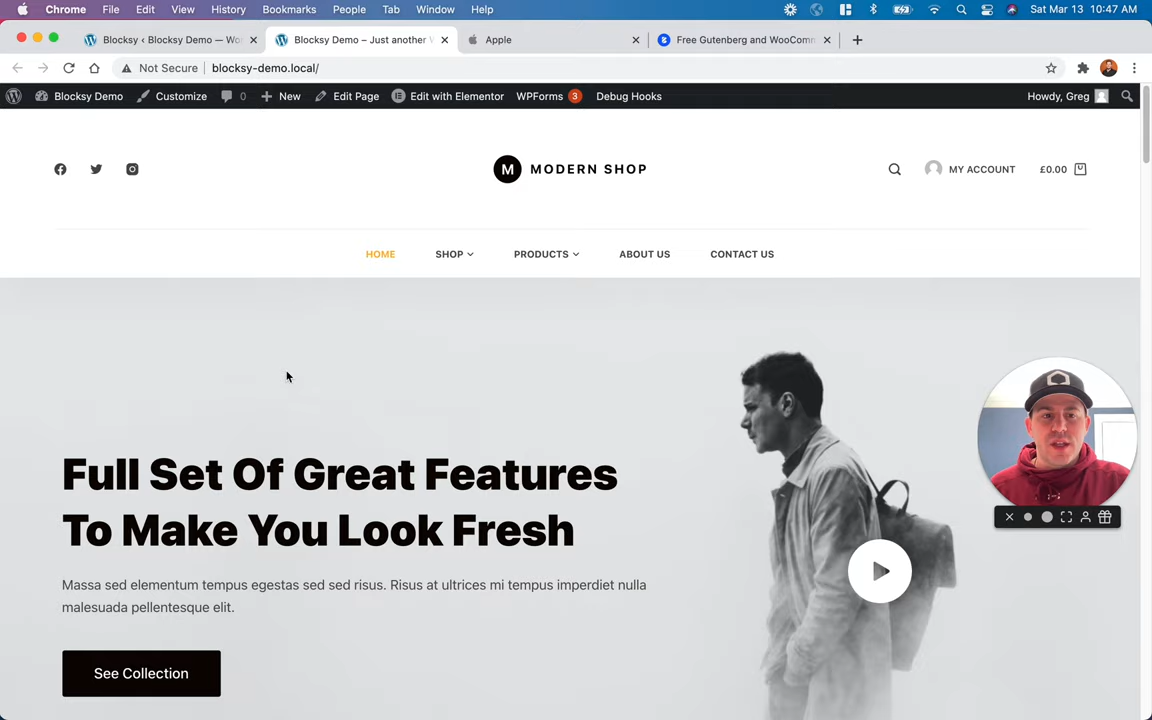 Chrome File Edit View History Bookmarks People Tab Window Help Sat Mar 13 10:47 AM
Blocksy ‹ Blocksy Demo — Wo Blocksy Demo – Just another Apple Free Gutenberg and WooComm
Not Secure blocksy-demo.local/
Blocksy Demo Customize 0 New Edit Page Edit with Elementor WPForms 3 Debug Hooks Howdy, Greg
M MODERN SHOP MY ACCOUNT £0.00
HOME SHOP PRODUCTS ABOUT US CONTACT US
Full Set Of Great Features
To Make You Look Fresh
Massa sed elementum tempus egestas sed sed risus. Risus at ultrices mi tempus imperdiet nulla
malesuada pellentesque elit.
See Collection